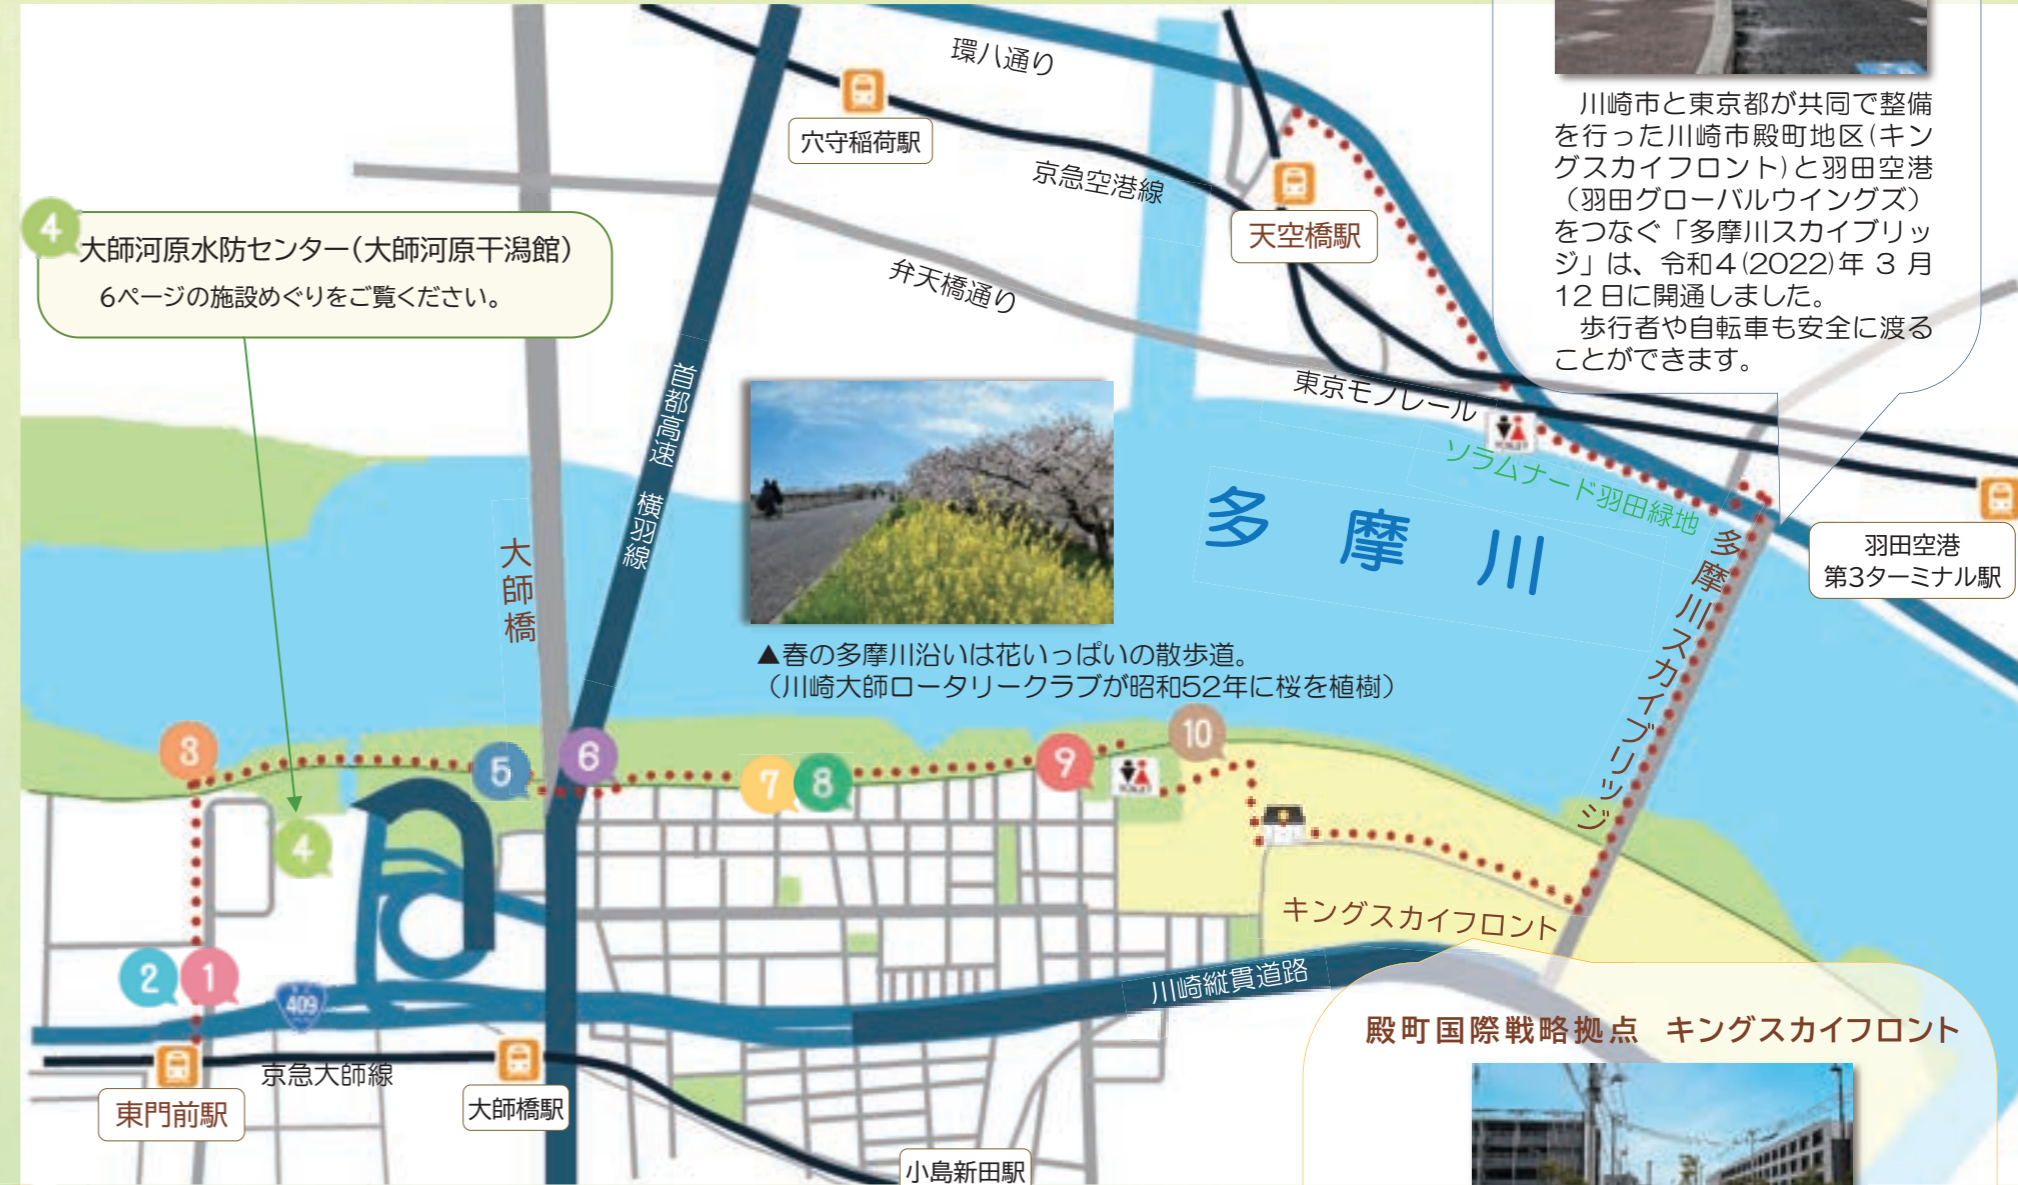 環八通り
穴守稲荷駅
京急空港線
天空橋駅
弁天橋通り
東京モノレール
TOILET
ソラムナード羽田緑地
羽田空港
第3ターミナル駅
川崎市と東京都が共同で整備
を行った川崎市殿町地区(キン
グスカイフロント)と羽田空港
(羽田グローバルウイングズ)
をつなぐ「多摩川スカイブリッ
ジ」は、令和4(2022)年 3 月
12 日に開通しました。
歩行者や自転車も安全に渡る
ことができます。
4
大師河原水防センター(大師河原干潟館)
6ページの施設めぐりをご覧ください。
首都高速 横羽線
大師橋
多摩川
多摩川スカイブリッジ
▲春の多摩川沿いは花いっぱいの散歩道。
(川崎大師ロータリークラブが昭和52年に桜を植樹)
3
4
5
6
7
8
9
10
TOILET
2
1
409
キングスカイフロント
川崎縦貫道路
京急大師線
東門前駅
大師橋駅
小島新田駅
殿町国際戦略拠点 キングスカイフロント